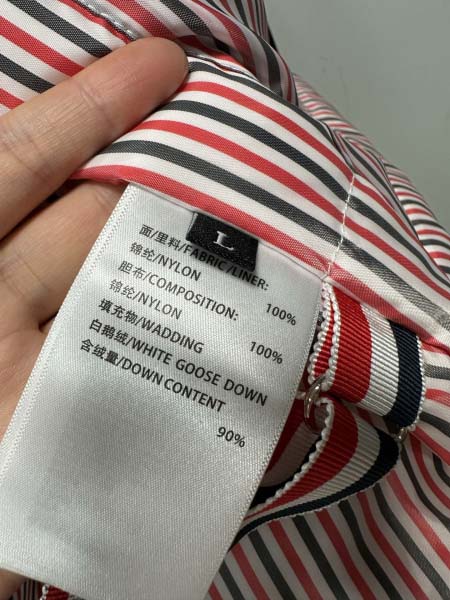 L
面/里料/FABRIC/LINER:
锦纶/NYLON 100%
胆布/COMPOSITION:
锦纶/NYLON 100%
填充物/WADDING
白鹅绒/WHITE GOOSE DOWN
含绒量/DOWN CONTENT
90%